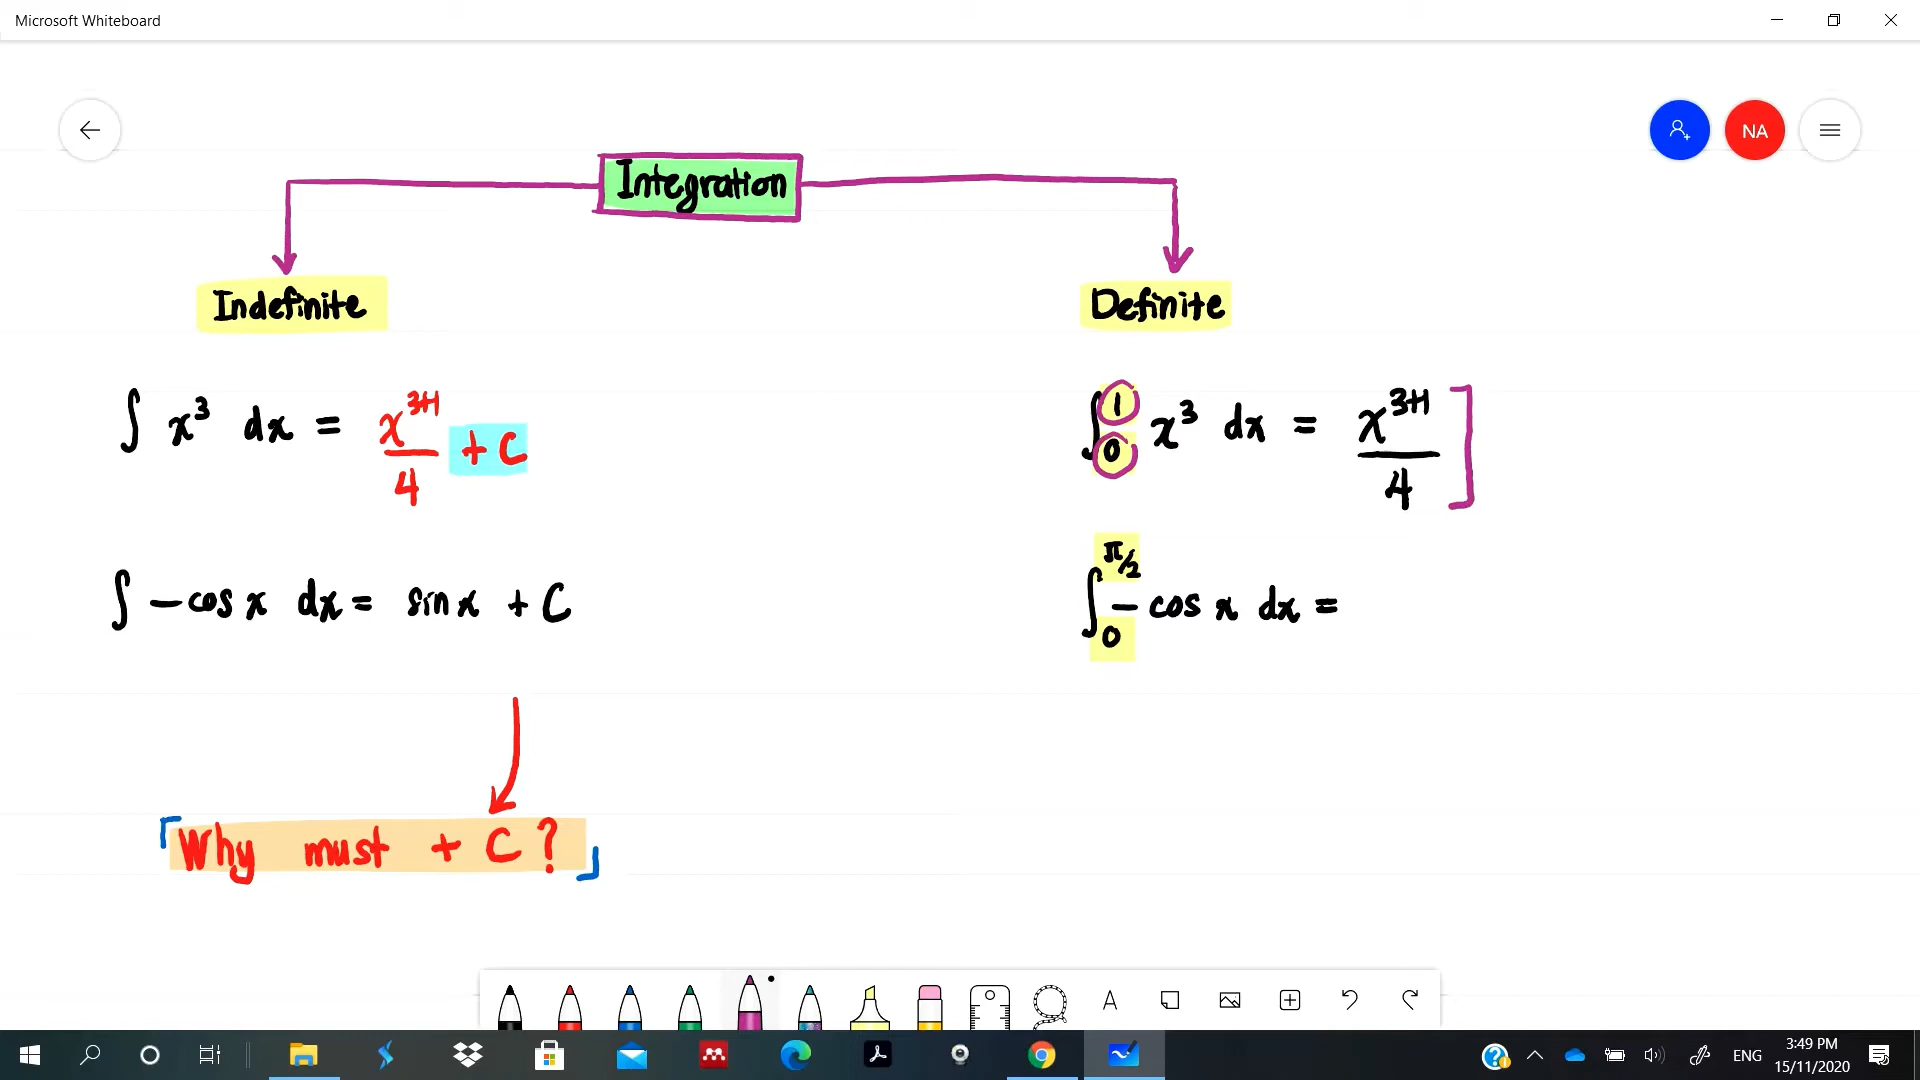 Microsoft Whiteboard
NA
Integration
Indefinite
Definite
∫ x³ dx = x³⁺¹/4 + C
∫₀¹ x³ dx = x³⁺¹/4 ]
∫ −cos x dx = sin x + C
∫₀^π/2 − cos x dx =
「Why must + C?」
A
ENG
3:49 PM
15/11/2020